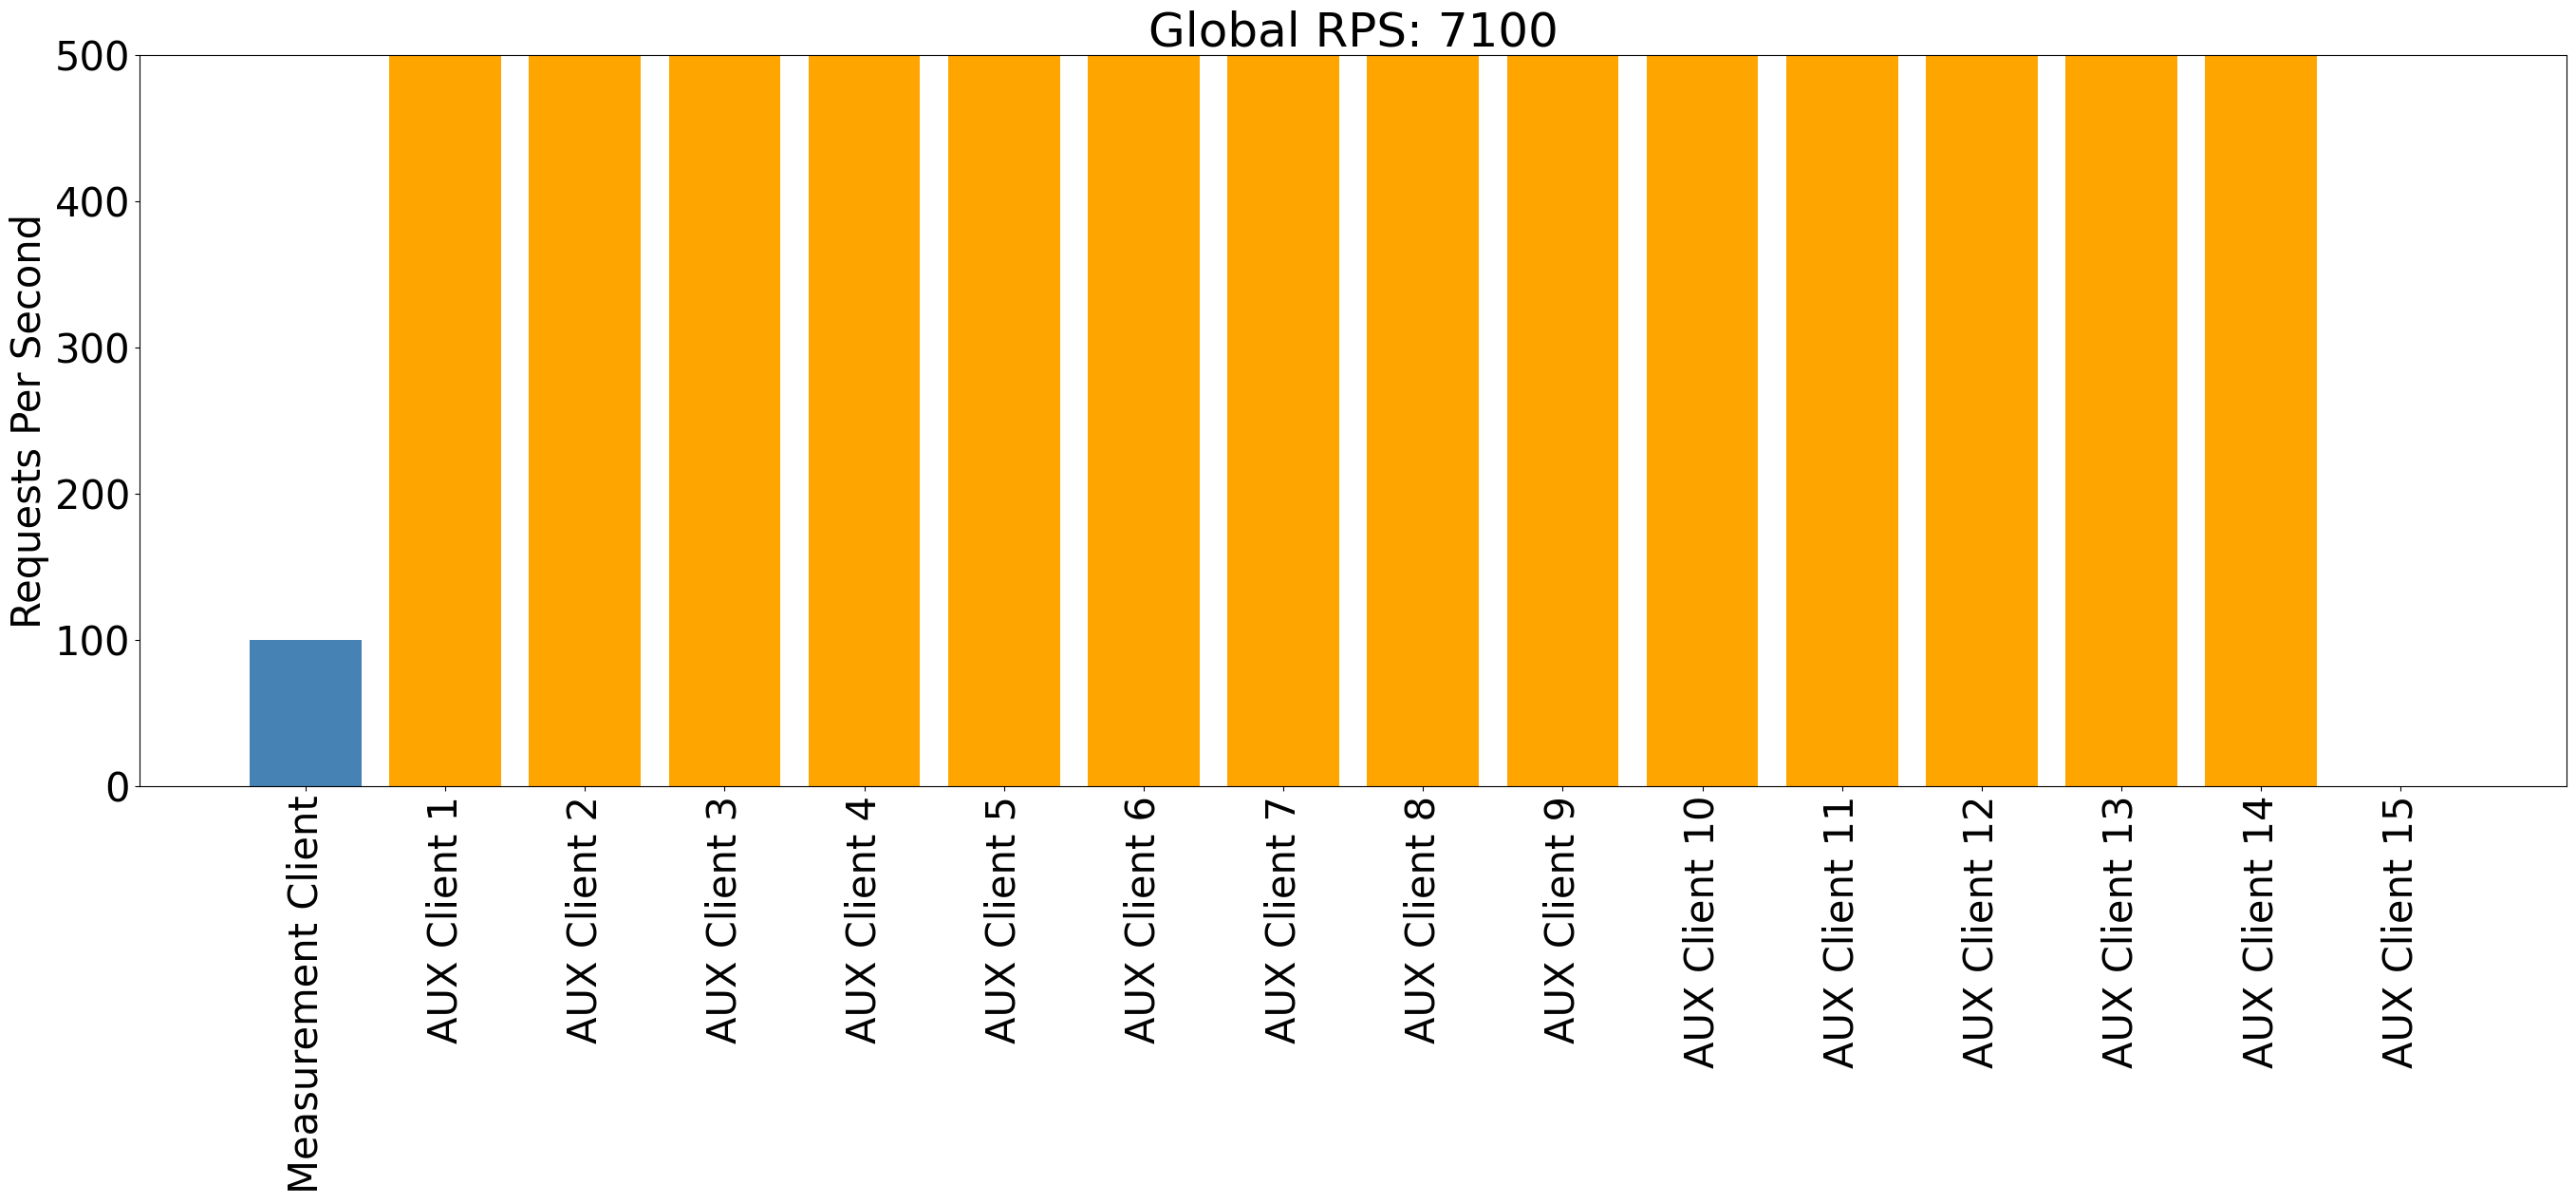 Global RPS: 7100
Requests Per Second
500
400
300
200
100
0
Measurement Client
AUX Client 1
AUX Client 2
AUX Client 3
AUX Client 4
AUX Client 5
AUX Client 6
AUX Client 7
AUX Client 8
AUX Client 9
AUX Client 10
AUX Client 11
AUX Client 12
AUX Client 13
AUX Client 14
AUX Client 15